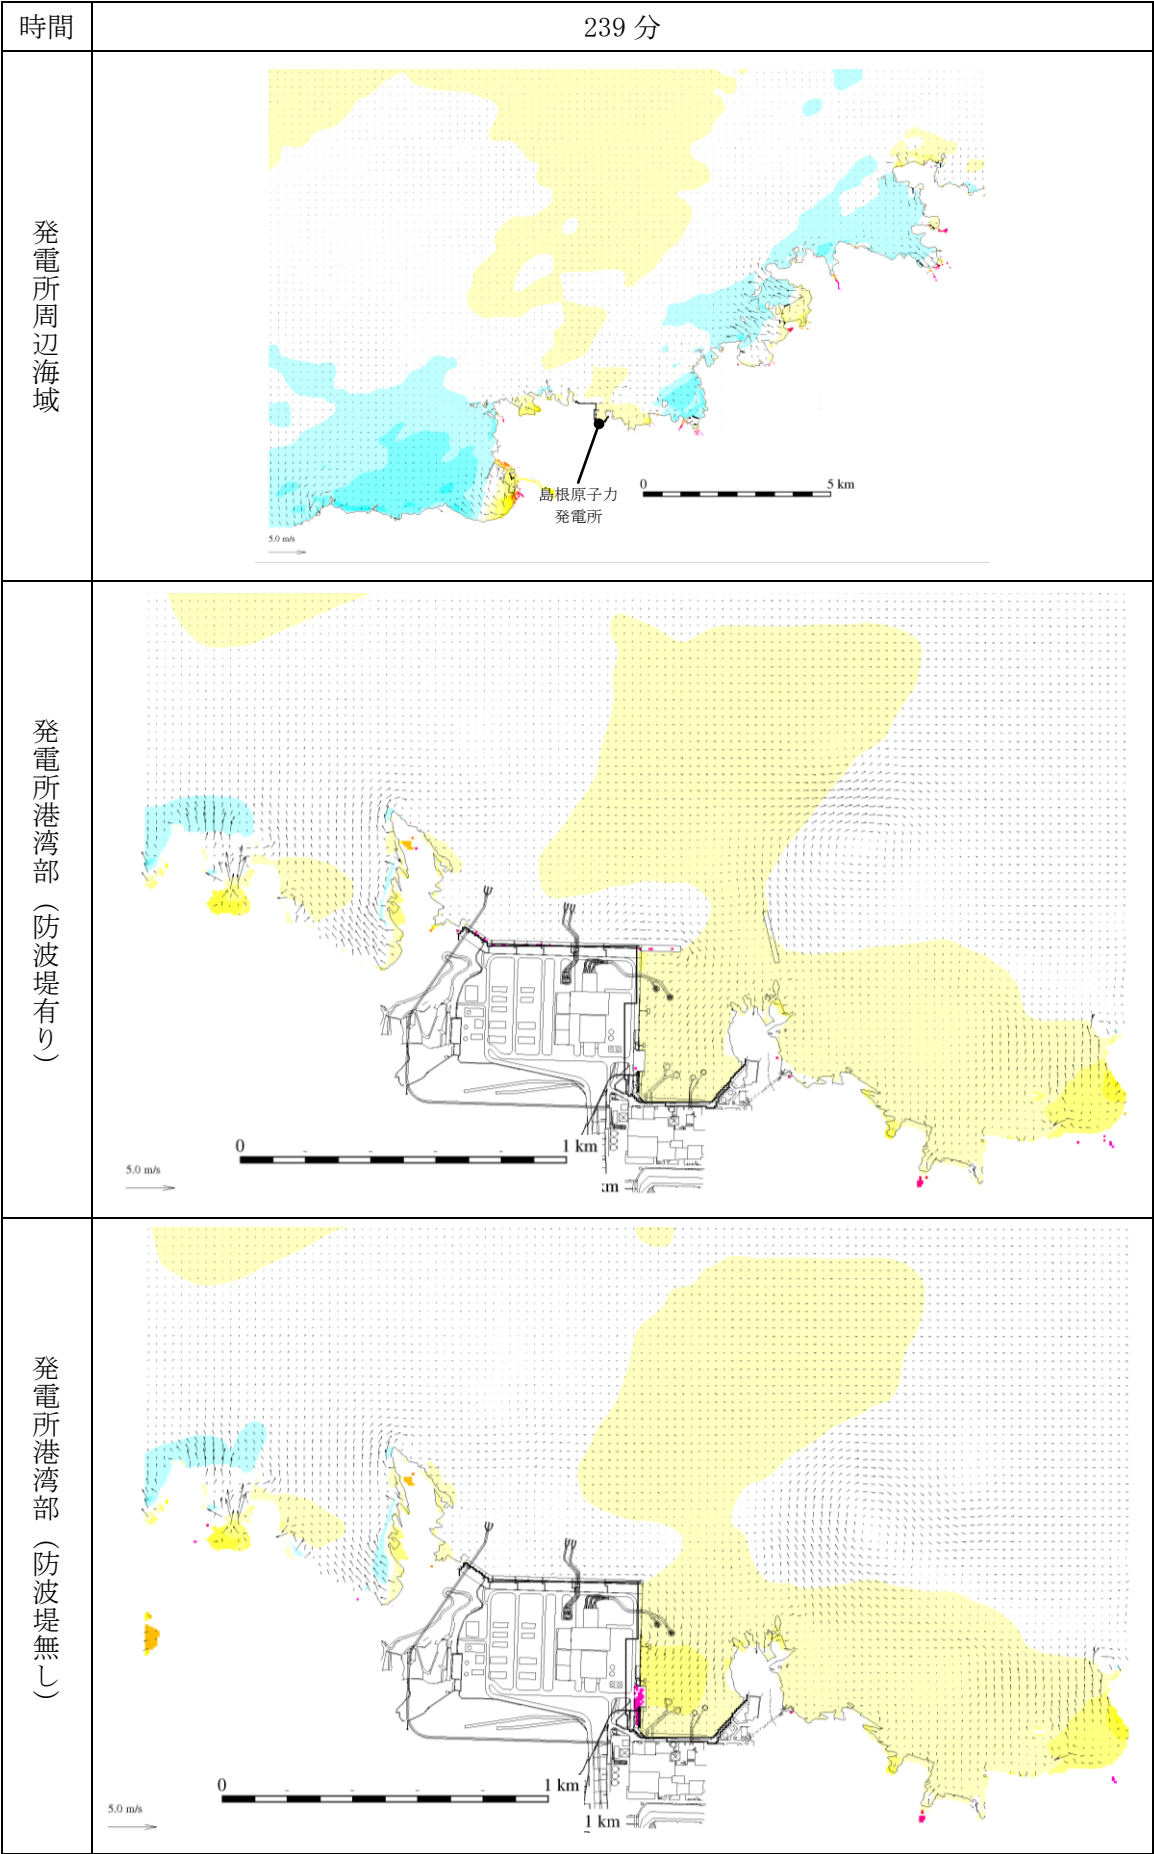 時間
239 分
発電所周辺海域
島根原子力
発電所
0
5 km
5.0 m/s
発電所港湾部（防波堤有り）
0
1 km
5.0 m/s
:m
発電所港湾部（防波堤無し）
0
1 km
5.0 m/s
1 km